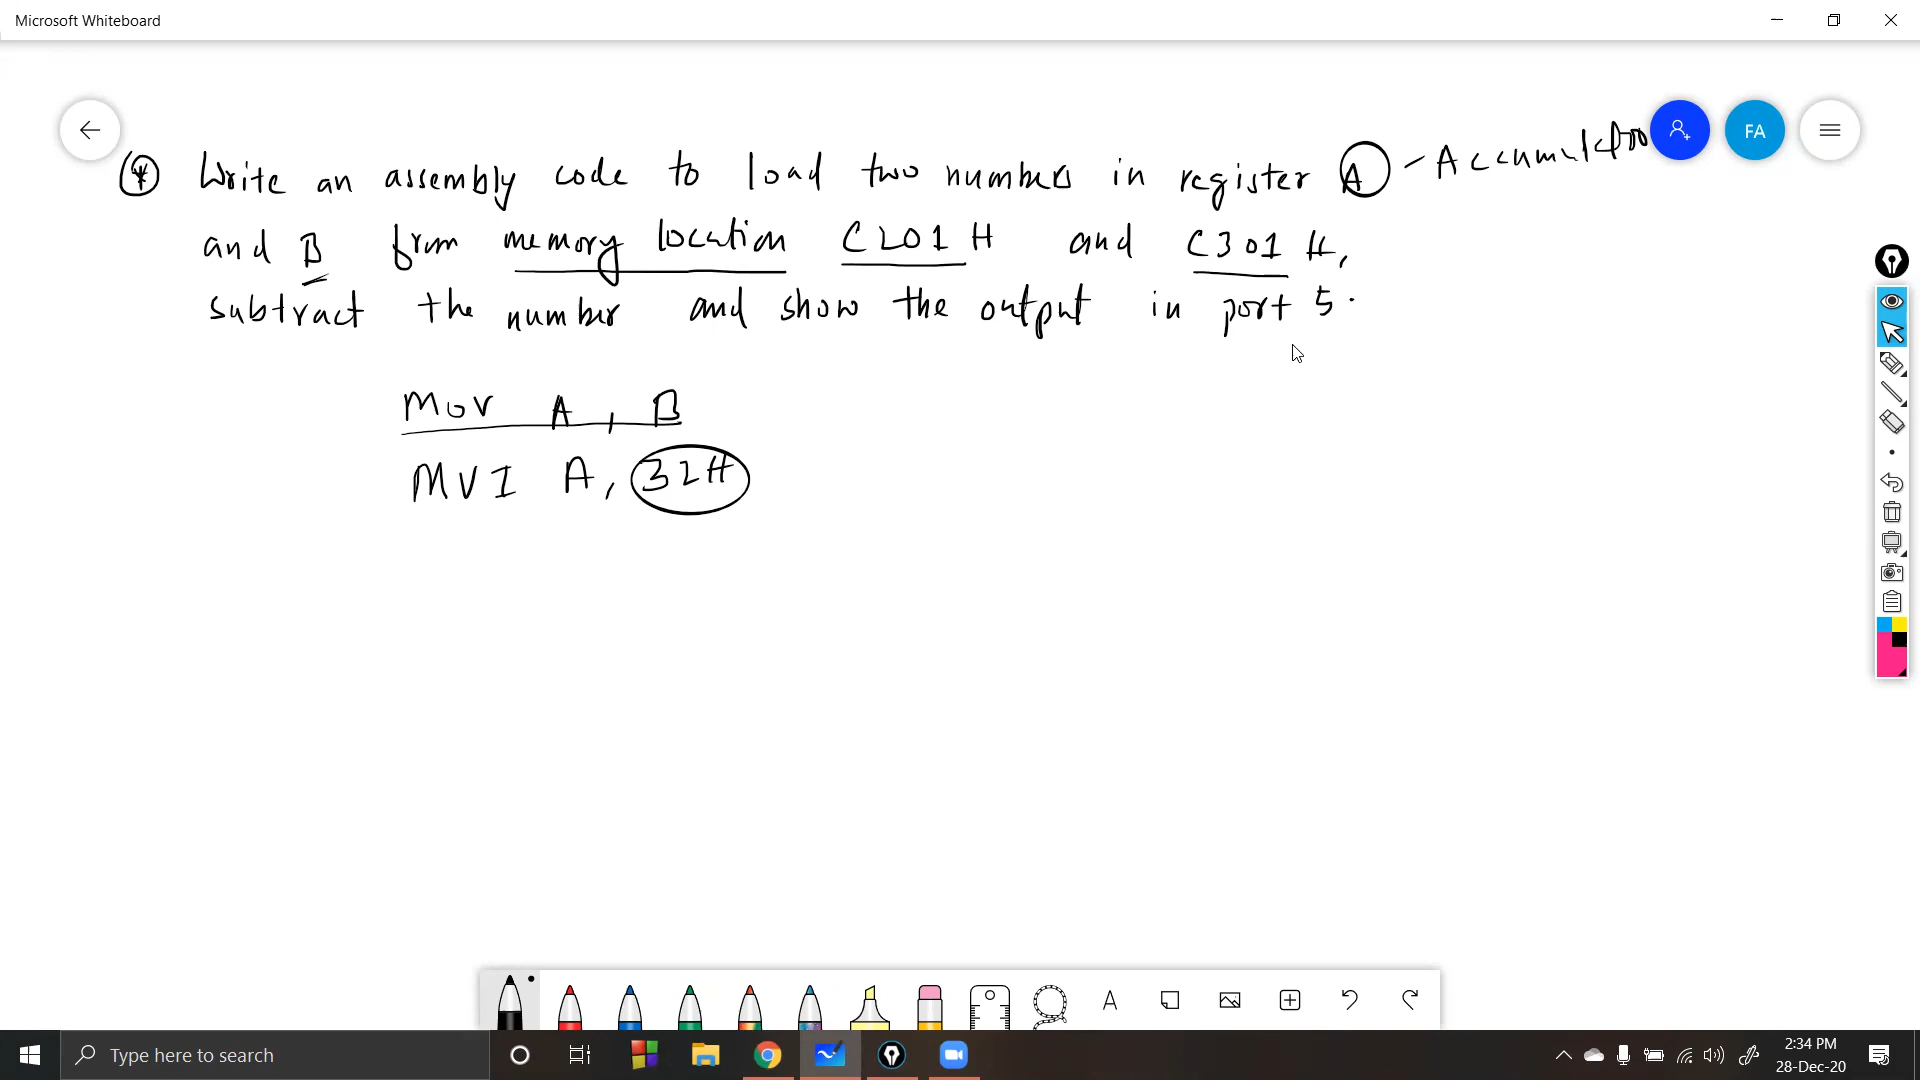 Microsoft Whiteboard
FA
Write an assembly code to load two numbers in register A - Accumulator
and B from memory location C201 H and C301 H,
subtract the number and show the output in port 5.
MOV A, B
MVI A, 32H
A
Type here to search
2:34 PM
28-Dec-20